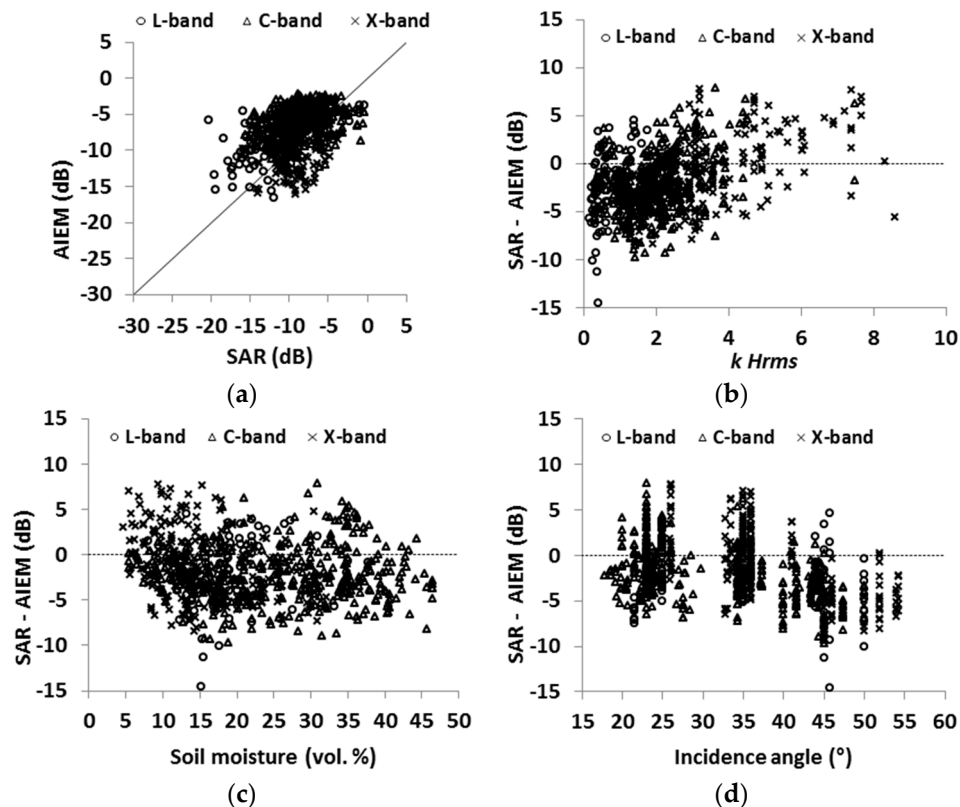 ○ L-band △ C-band × X-band
5
0
-5
-10
-15
-20
-25
-30
AIEM (dB)
-30 -25 -20 -15 -10 -5 0 5
SAR (dB)
(a)
○ L-band △ C-band × X-band
15
10
5
0
-5
-10
-15
SAR - AIEM (dB)
0 2 4 6 8 10
k Hrms
(b)
○ L-band △ C-band × X-band
15
10
5
0
-5
-10
-15
SAR - AIEM (dB)
0 5 10 15 20 25 30 35 40 45 50
Soil moisture (vol. %)
(c)
○ L-band △ C-band × X-band
15
10
5
0
-5
-10
-15
SAR - AIEM (dB)
15 20 25 30 35 40 45 50 55 60
Incidence angle (°)
(d)